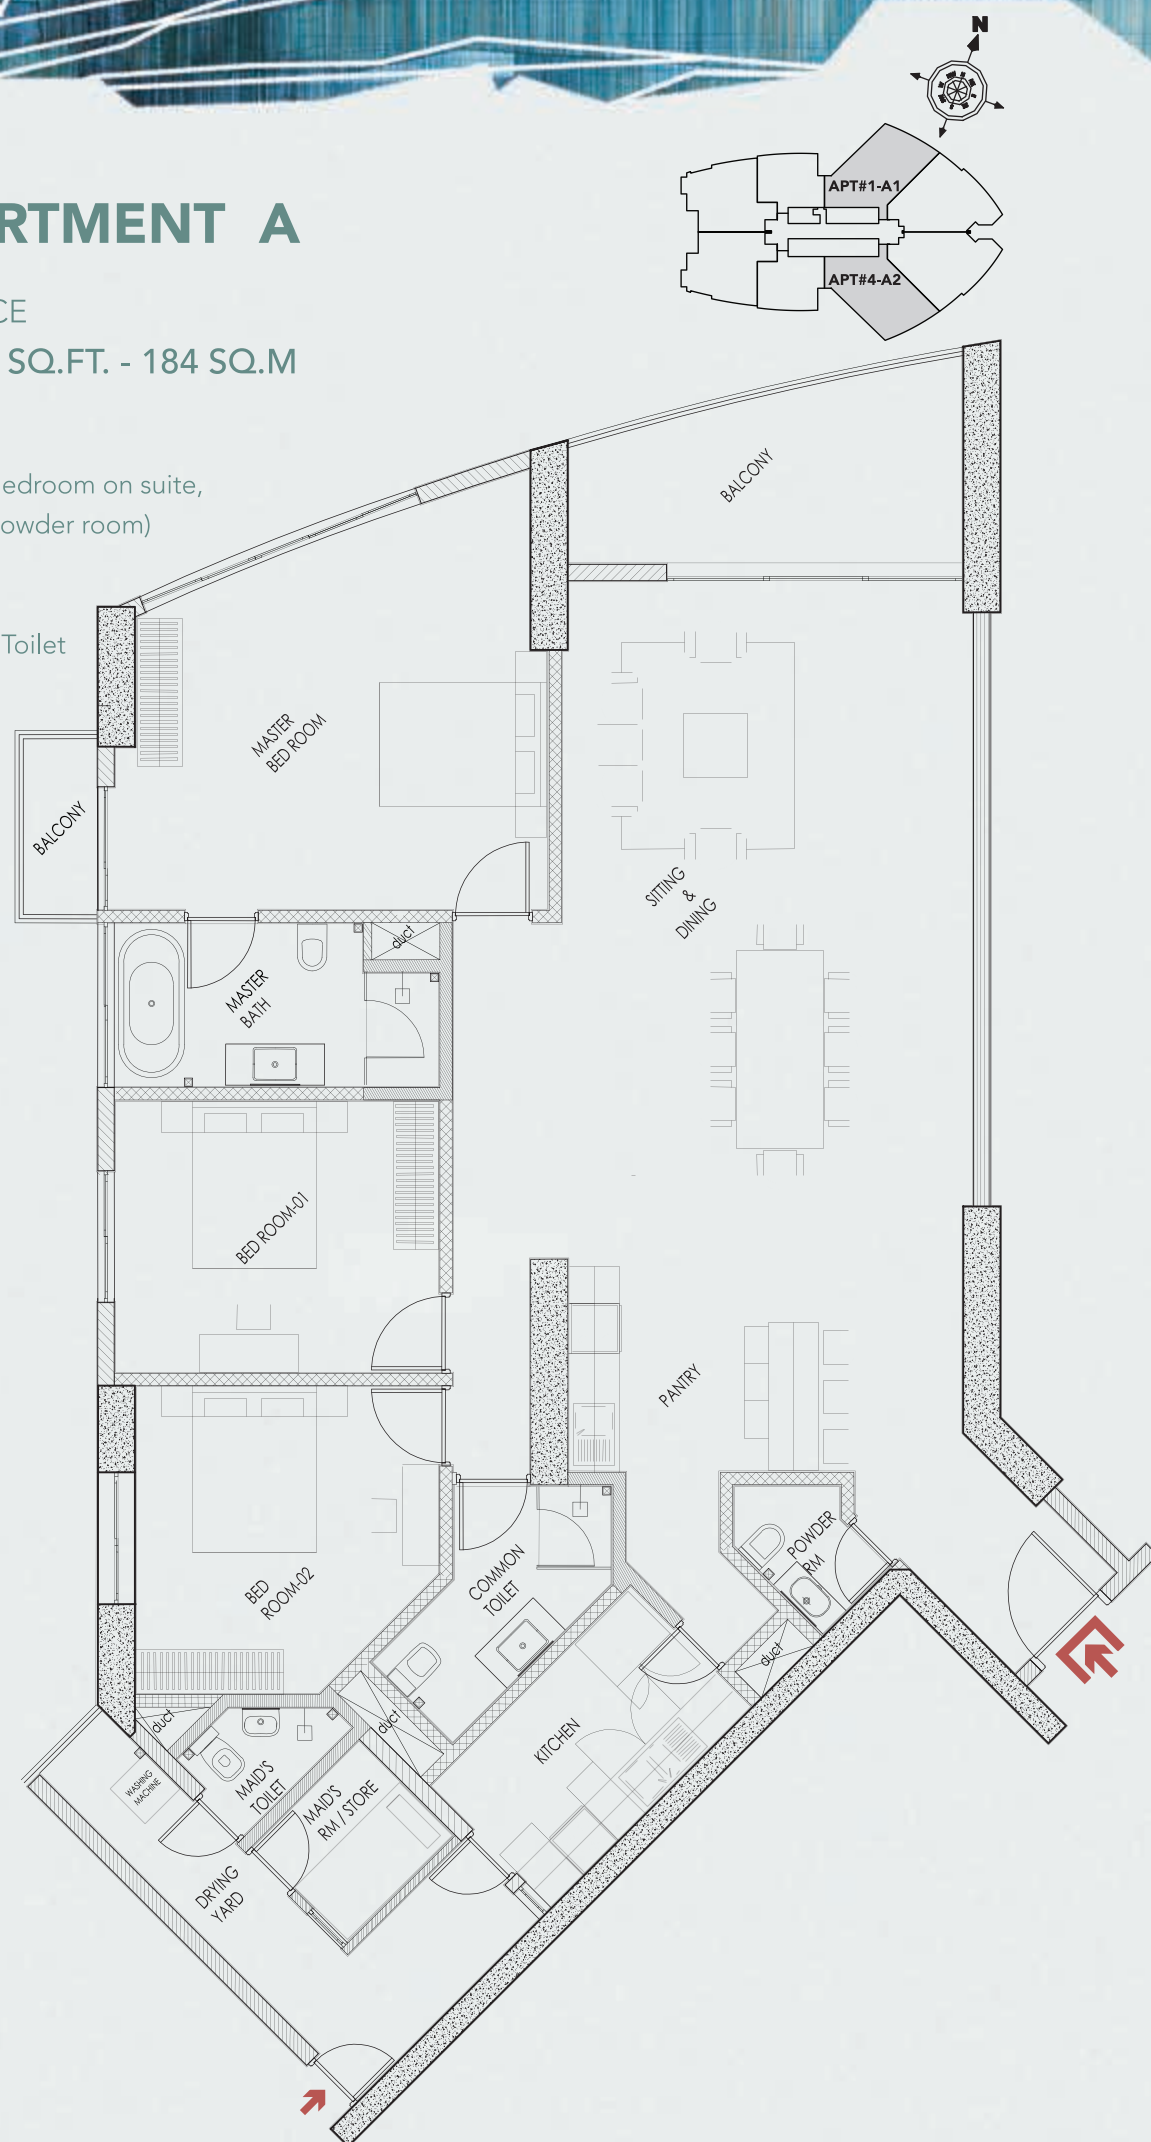 N
APT#1-A1
APT#4-A2
RTMENT A
CE
SQ.FT. - 184 SQ.M
edroom on suite,
owder room)
Toilet
BALCONY
MASTER
BED ROOM
BALCONY
SITTING
&
DINING
duct
MASTER
BATH
BED ROOM-01
PANTRY
BED
ROOM-02
COMMON
TOILET
POWDER
RM
duct
KITCHEN
duct
duct
MAID'S
TOILET
MAID'S
RM / STORE
WASHING
MACHINE
DRYING
YARD